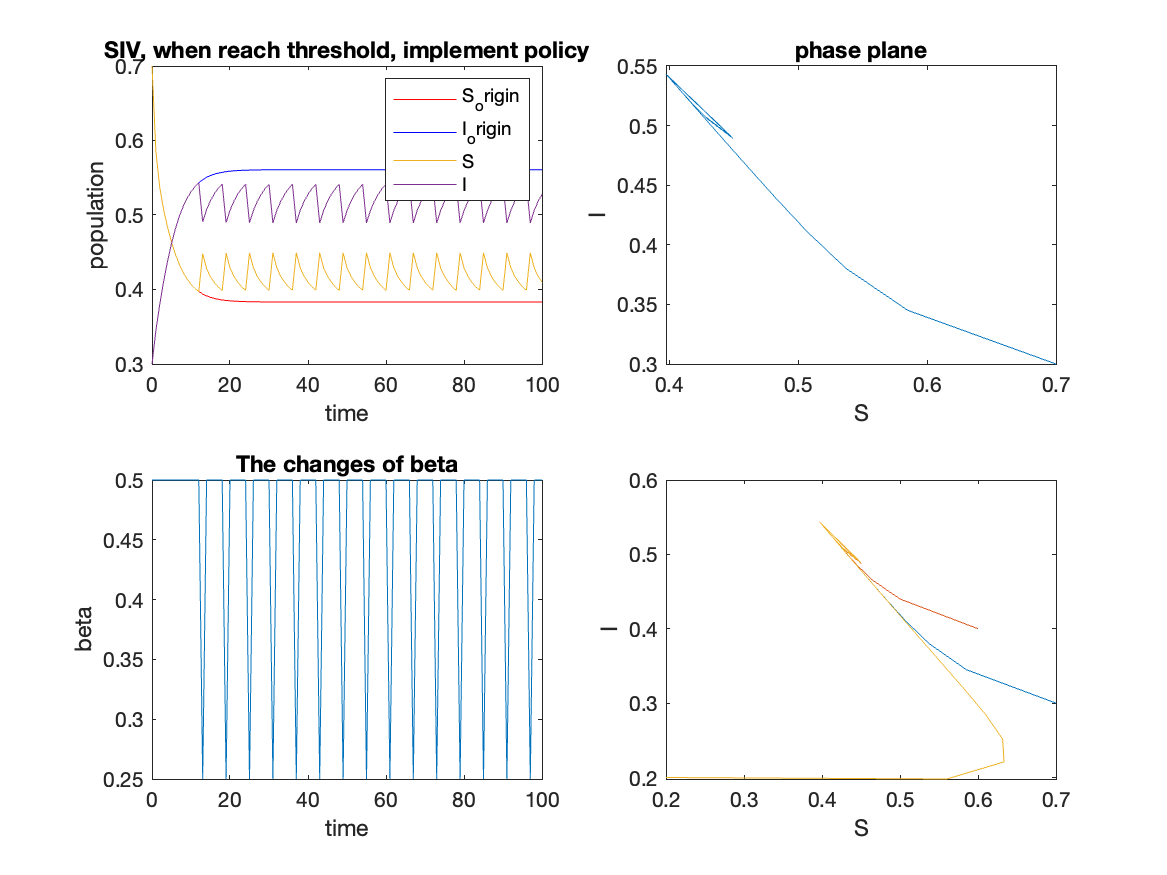 SIV, when reach threshold, implement policy
0.7
0.6
0.5
0.4
0.3
population
0
20
40
60
80
100
time
S_origin
I_origin
S
I
phase plane
0.55
0.5
0.45
0.4
0.35
0.3
I
0.4
0.5
0.6
0.7
S
The changes of beta
0.5
0.45
0.4
0.35
0.3
0.25
beta
0
20
40
60
80
100
time
0.6
0.5
0.4
0.3
0.2
I
0.2
0.3
0.4
0.5
0.6
0.7
S